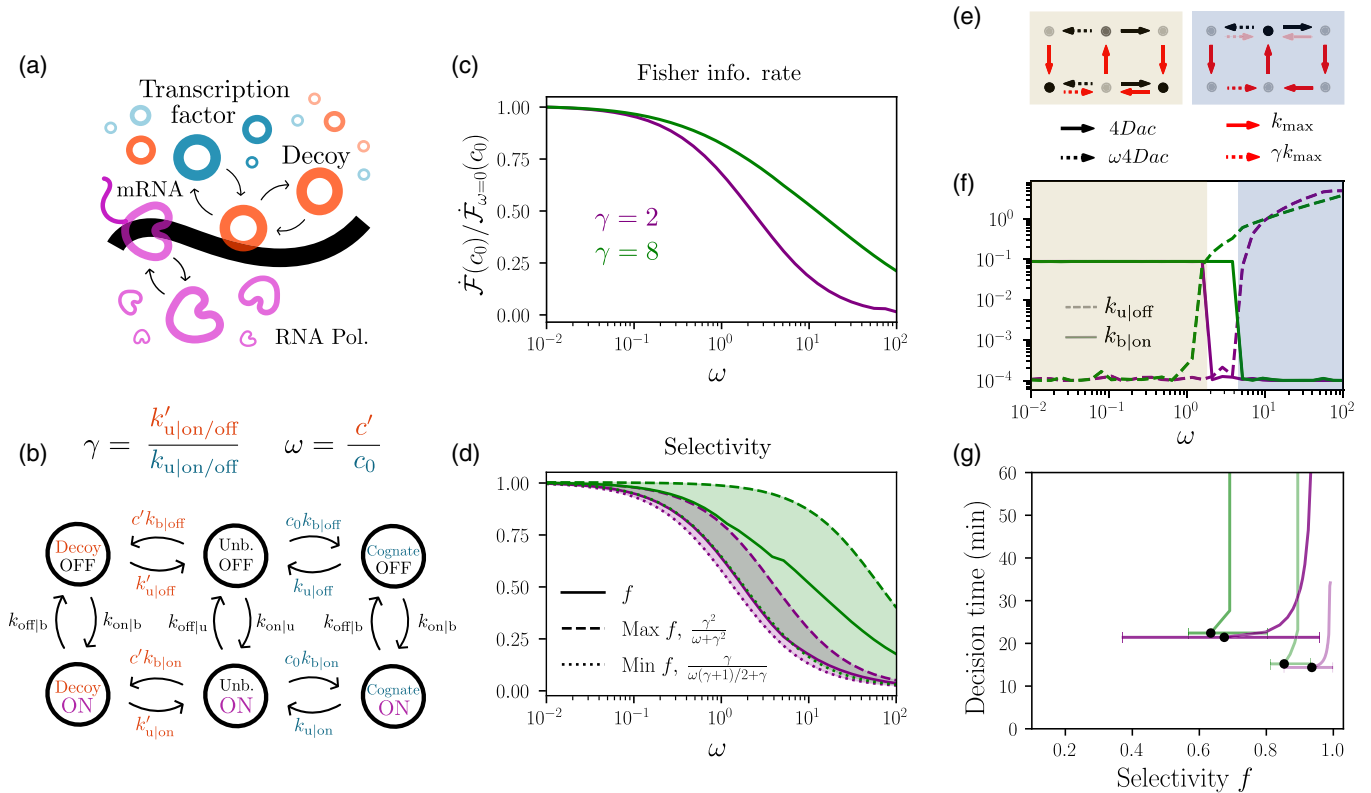 (a)
Transcription
factor
Decoy
mRNA
RNA Pol.
(b)
γ = k′u|on/off / ku|on/off
ω = c′ / c0
c′kb|off
c0kb|off
Decoy
OFF
Unb.
OFF
Cognate
OFF
k′u|off
ku|off
koff|b
kon|b
koff|u
kon|u
koff|b
kon|b
c′kb|on
c0kb|on
Decoy
ON
Unb.
ON
Cognate
ON
k′u|on
ku|on
(c)
Fisher info. rate
1.00
0.75
0.50
0.25
0.00
Ḟ(c0)/Ḟω=0(c0)
γ = 2
γ = 8
10−2 10−1 100 101 102
ω
(d)
Selectivity
1.00
0.75
0.50
0.25
0.00
f
Max f, γ2 / ω+γ2
Min f, γ / ω(γ+1)/2+γ
10−2 10−1 100 101 102
ω
(e)
4Dac
kmax
ω4Dac
γkmax
(f)
100
10−1
10−2
10−3
10−4
ku|off
kb|on
10−2 10−1 100 101 102
ω
(g)
60
50
40
30
20
10
0
Decision time (min)
0.2 0.4 0.6 0.8 1.0
Selectivity f